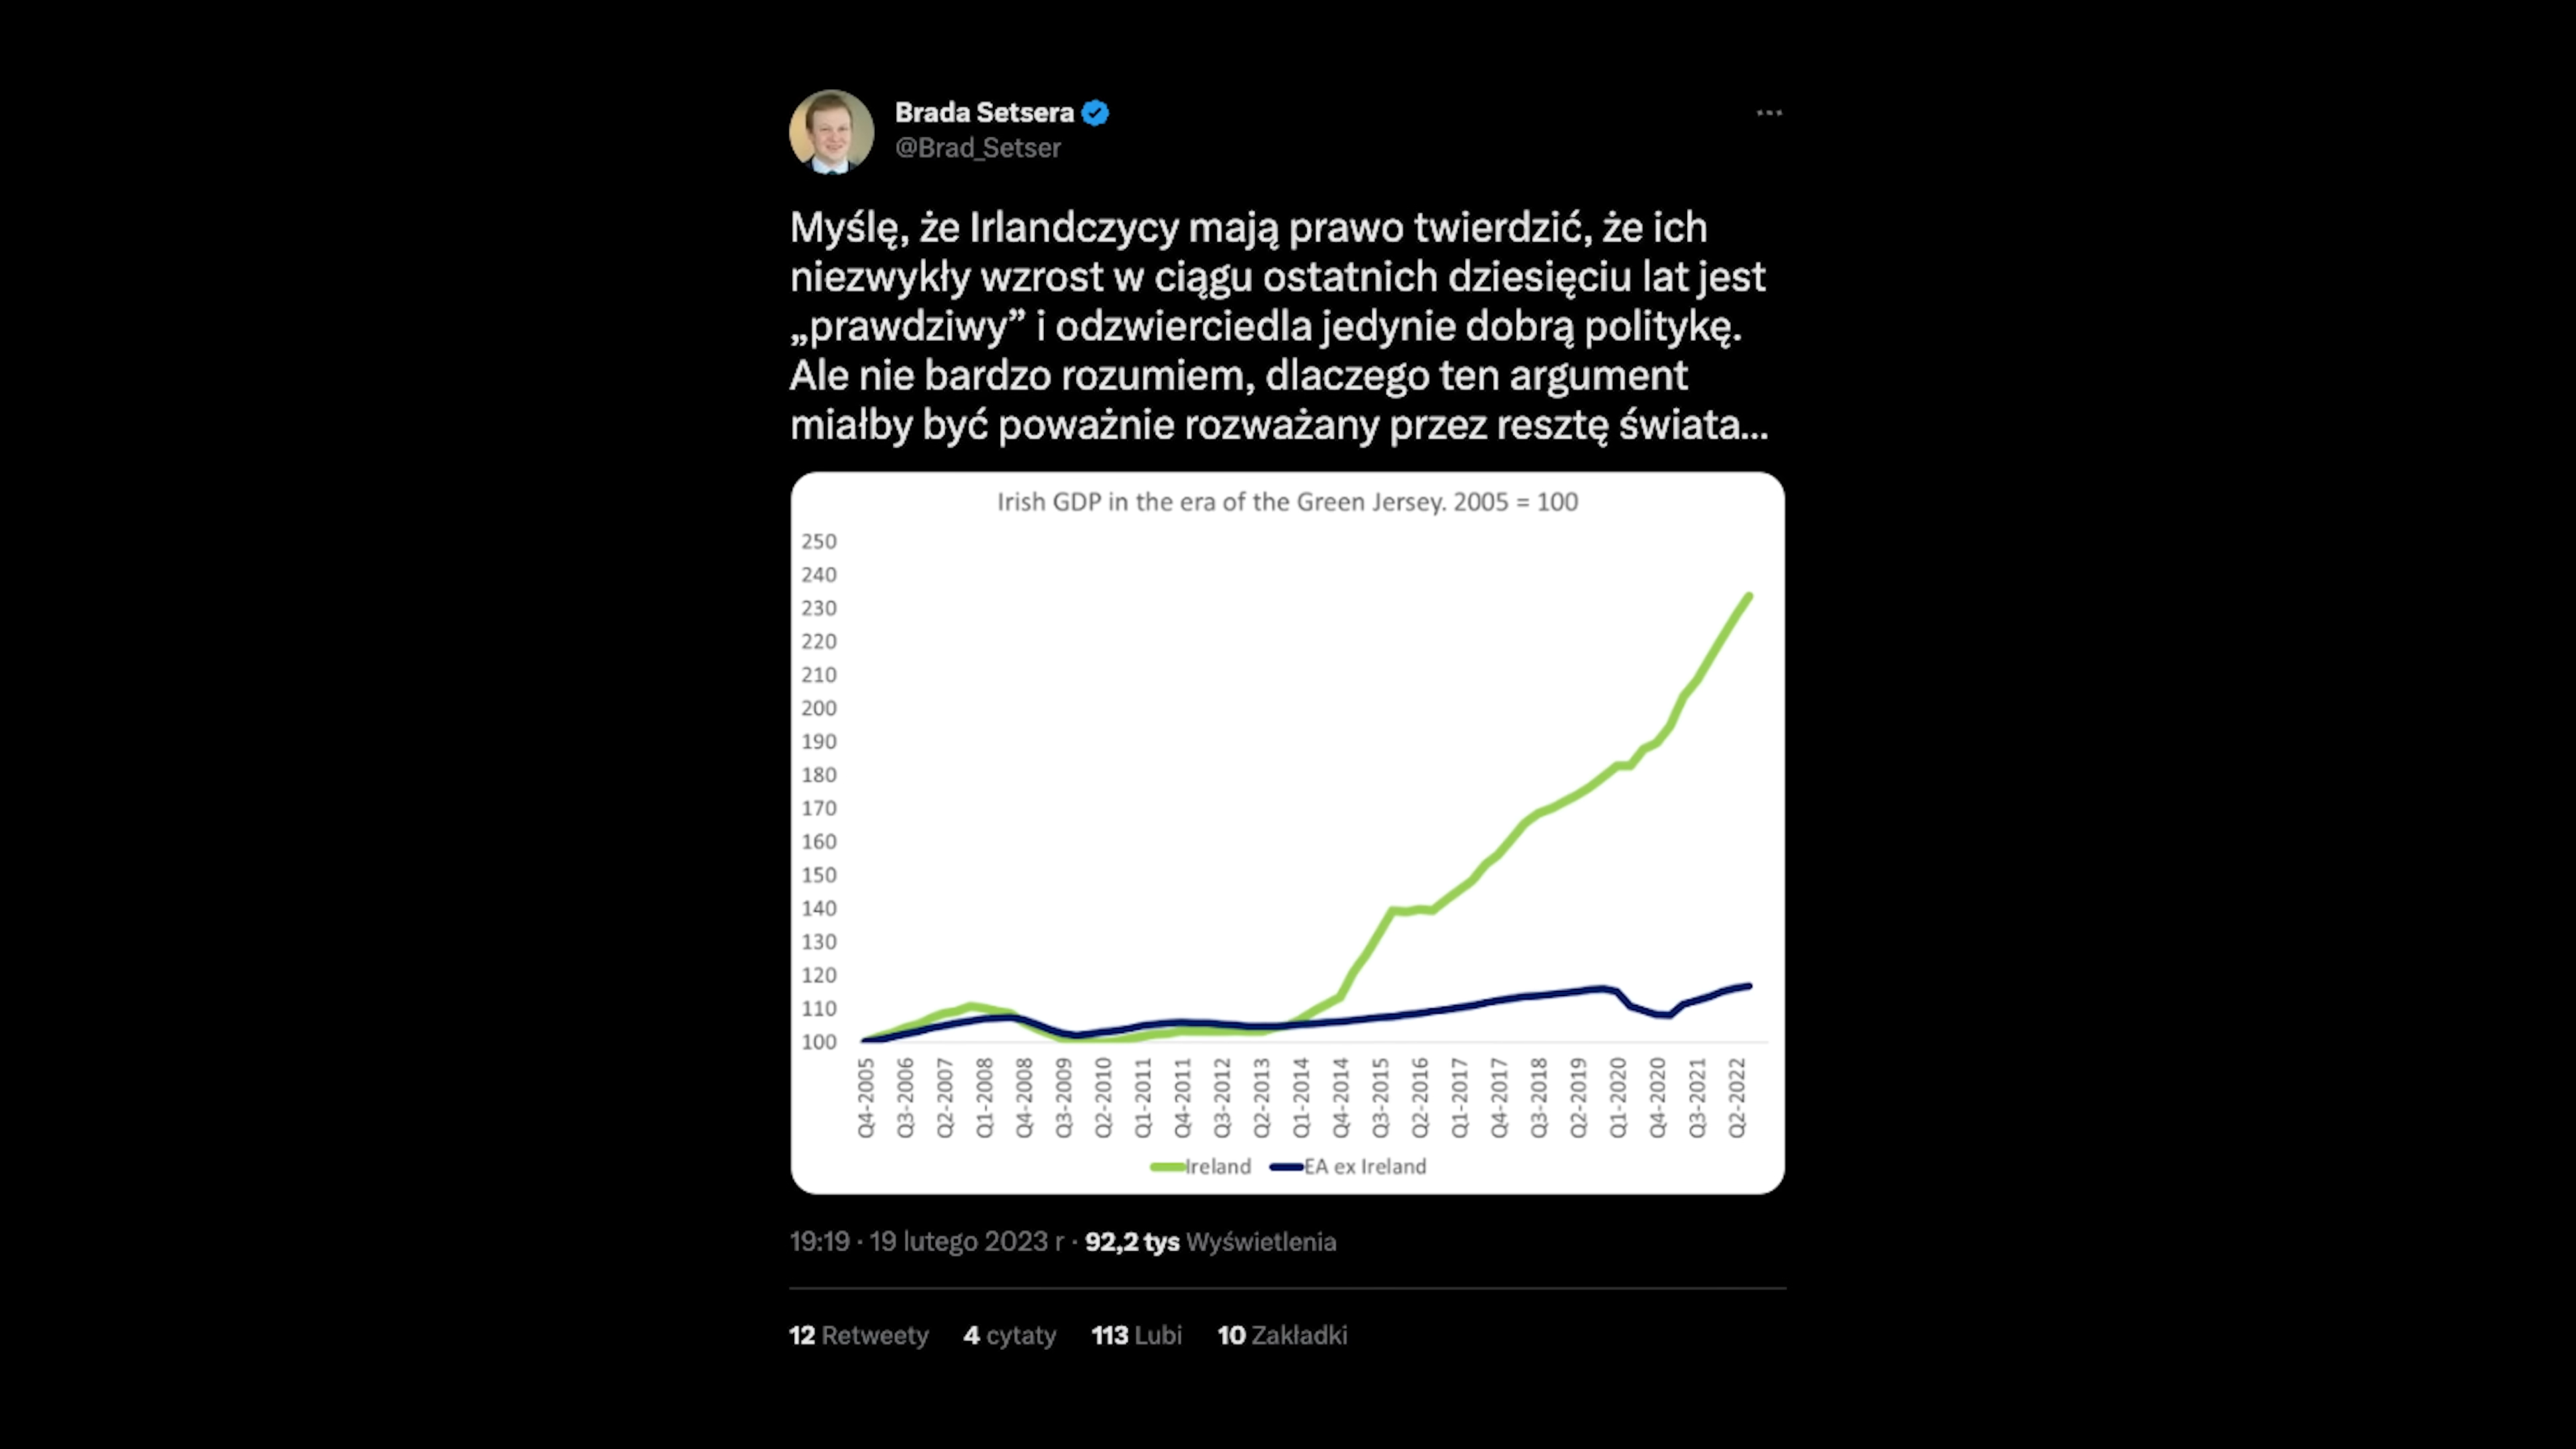 Brada Setsera
@Brad_Setser
Myślę, że Irlandczycy mają prawo twierdzić, że ich
niezwykły wzrost w ciągu ostatnich dziesięciu lat jest
„prawdziwy” i odzwierciedla jedynie dobrą politykę.
Ale nie bardzo rozumiem, dlaczego ten argument
miałby być poważnie rozważany przez resztę świata...
Irish GDP in the era of the Green Jersey. 2005 = 100
250
240
230
220
210
200
190
180
170
160
150
140
130
120
110
100
Q4-2005
Q3-2006
Q2-2007
Q1-2008
Q4-2008
Q3-2009
Q2-2010
Q1-2011
Q4-2011
Q3-2012
Q2-2013
Q1-2014
Q4-2014
Q3-2015
Q2-2016
Q1-2017
Q4-2017
Q3-2018
Q2-2019
Q1-2020
Q4-2020
Q3-2021
Q2-2022
Ireland EA ex Ireland
19:19 · 19 lutego 2023 r · 92,2 tys Wyświetlenia
12 Retweety 4 cytaty 113 Lubi 10 Zakładki